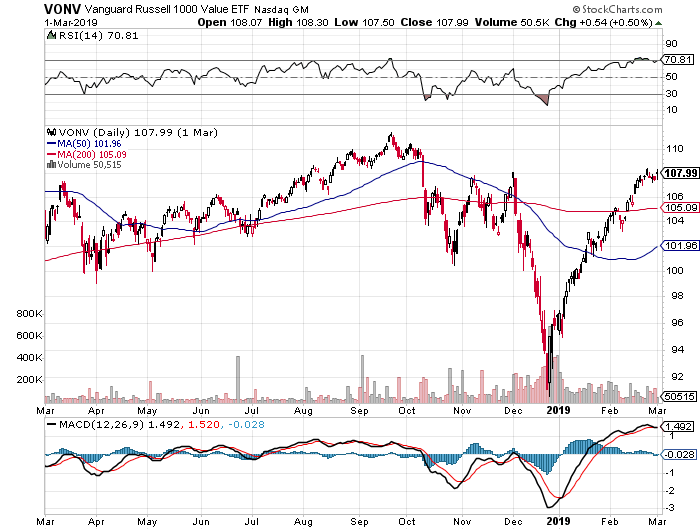 VONV Vanguard Russell 1000 Value ETF Nasdaq GM © StockCharts.com
1-Mar-2019 Open 108.07 High 108.30 Low 107.50 Close 107.99 Volume 50.5K Chg +0.54 (+0.50%)
RSI(14) 70.81
90
70.81
50
30
10
VONV (Daily) 107.99 (1 Mar)
MA(50) 101.96
MA(200) 105.09
Volume 50,515
110
107.99
106
105.09
101.96
100
98
96
94
92
800K
600K
400K
200K
50515
Mar Apr May Jun Jul Aug Sep Oct Nov Dec 2019 Feb Mar
MACD(12,26,9) 1.492, 1.520, -0.028
1.492
-0.028
-1
-2
-3
Mar Apr May Jun Jul Aug Sep Oct Nov Dec 2019 Feb Mar